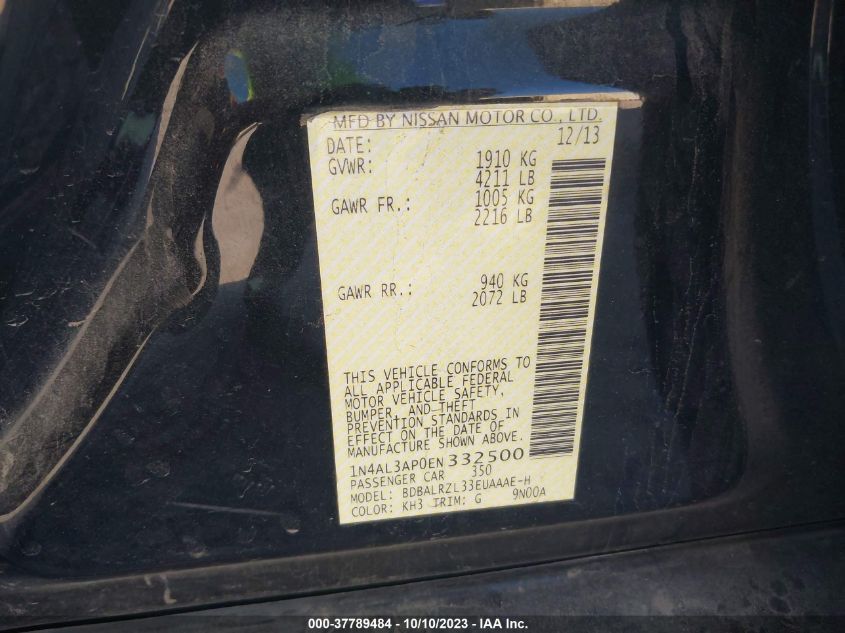 MFD BY NISSAN MOTOR CO., LTD.
DATE: 12/13
GVWR: 1910 KG
4211 LB
GAWR FR.: 1005 KG
2216 LB
GAWR RR.: 940 KG
2072 LB
THIS VEHICLE CONFORMS TO
ALL APPLICABLE FEDERAL
MOTOR VEHICLE SAFETY,
BUMPER, AND THEFT
PREVENTION STANDARDS IN
EFFECT ON THE DATE OF
MANUFACTURE SHOWN ABOVE.
1N4AL3AP0EN332500
PASSENGER CAR 350
MODEL: BDBALRZL33EUAAAE-H
COLOR: KH3 TRIM: G 9N00A
000-37789484 - 10/10/2023 - IAA Inc.